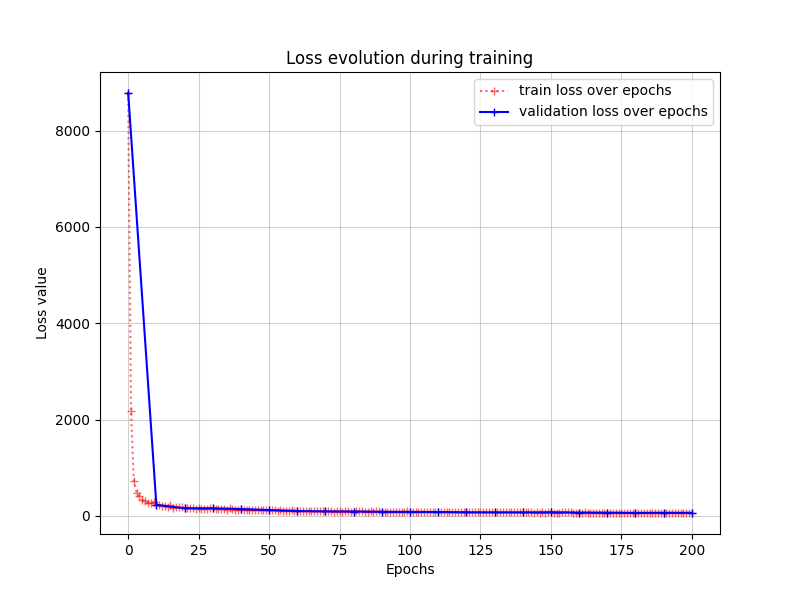 Loss evolution during training
train loss over epochs
validation loss over epochs
Loss value
8000
6000
4000
2000
0
0 25 50 75 100 125 150 175 200
Epochs